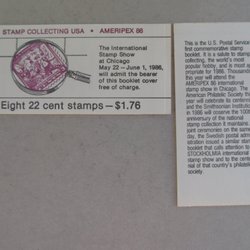 STAMP COLLECTING USA • AMERIPEX 86
The International
Stamp Show
at Chicago
May 22 – June 1, 1986,
will admit the bearer
of this booklet cover
free of charge.
Eight 22 cent stamps – $1.76
This is the U.S. Postal Service
first commemorative stamp
booklet. It is a salute to stamp
collecting, the world's most
popular hobby, and is most ap
propriate for 1986. Thousands
this year will attend the
AMERIPEX 86 international
stamp show in Chicago. The
American Philatelic Society this
year will celebrate its centennial
and the Smithsonian Institution
in 1986 will observe the 100th
anniversary of the national
stamp collection it maintains.
joint ceremonies on the same
day, the Swedish postal admin
istration issued a similar stamp
booklet that calls attention to
STOCKHOLMIA international
stamp show and to the centen
nial of that country's philatelic
society.